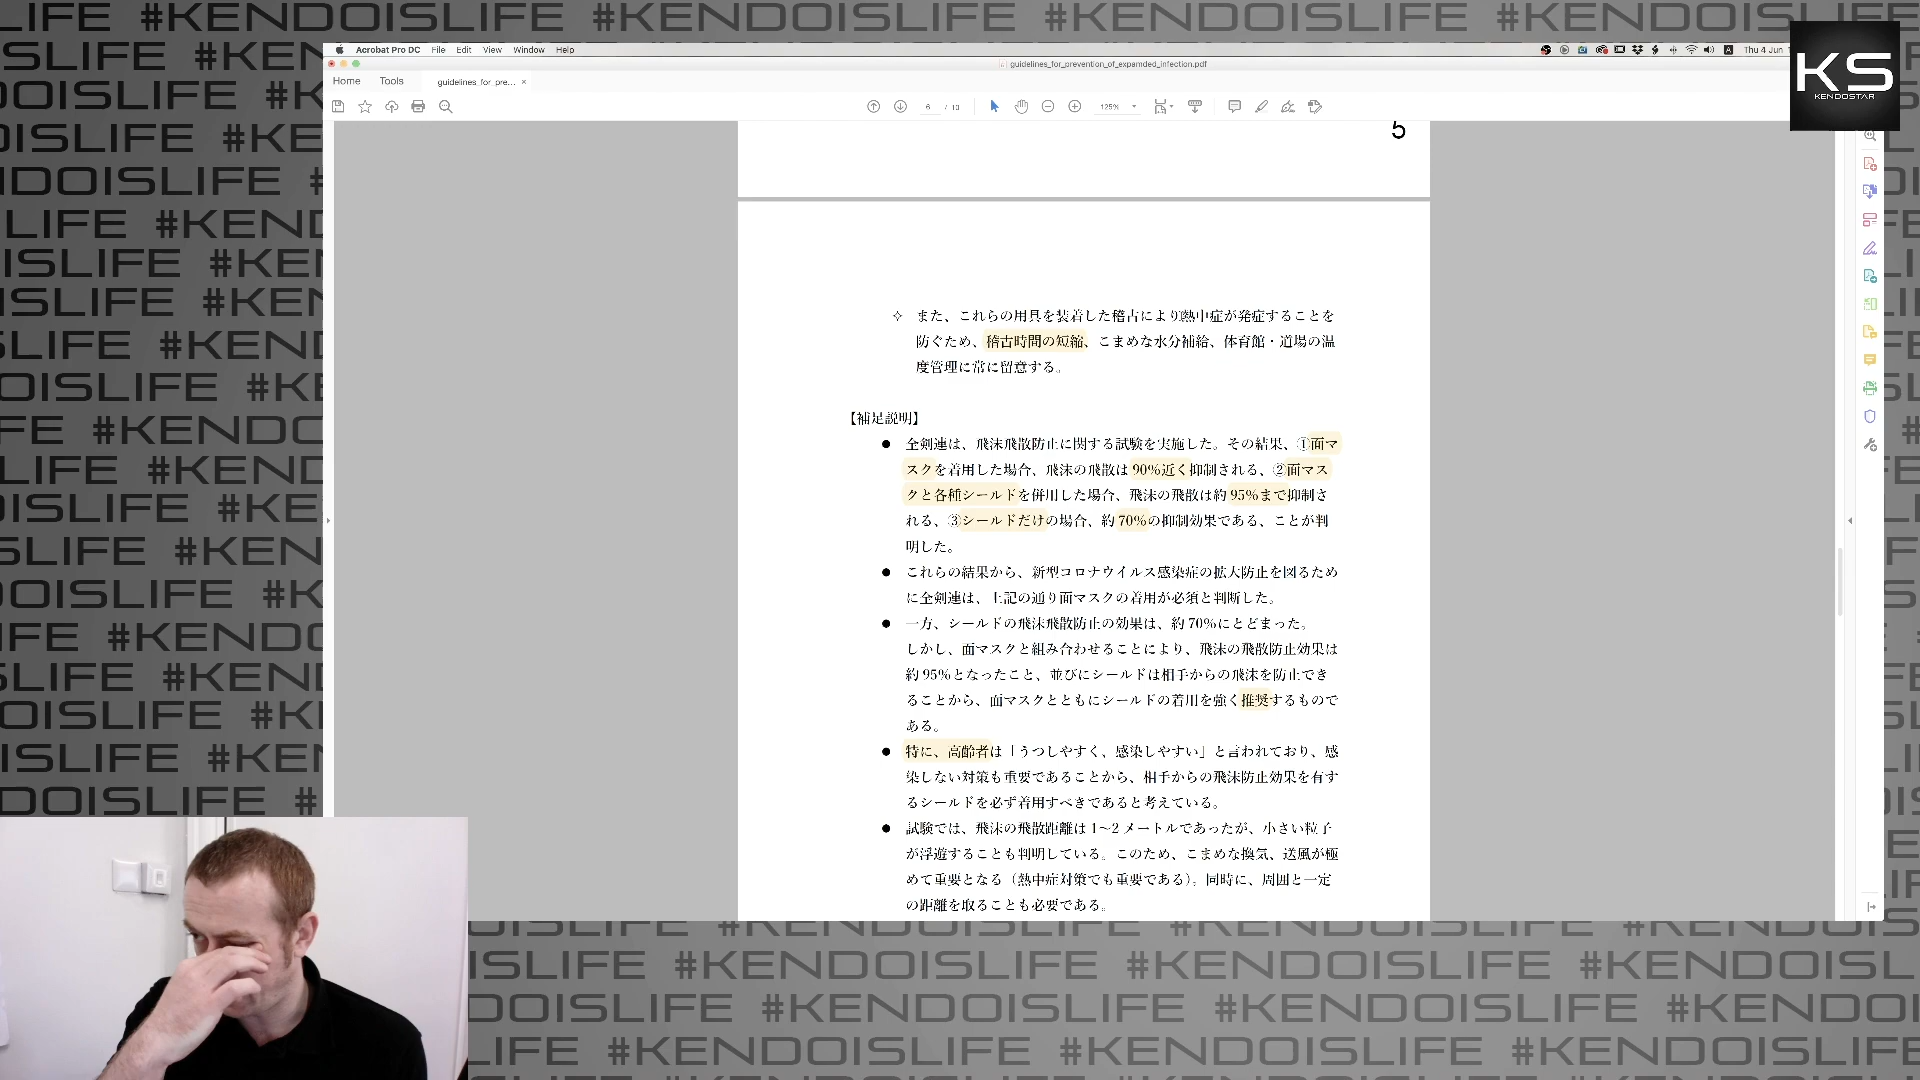 #KENDOISLIFE #KENDOISLIFE #KENDOISLIFE #KENDOISLIFE
KS
KENDOSTAR
Acrobat Pro DC File Edit View Window Help
Thu 4 Jun
guidelines_for_prevention_of_expamded_infection.pdf
Home Tools guidelines_for_pre... ×
6 / 13 125%
5
✧ また、これらの用具を装着した稽古により熱中症が発症することを
防ぐため、稽古時間の短縮、こまめな水分補給、体育館・道場の温
度管理に常に留意する。
【補足説明】
● 全剣連は、飛沫飛散防止に関する試験を実施した。その結果、①面マ
スクを着用した場合、飛沫の飛散は 90%近く抑制される、②面マス
クと各種シールドを併用した場合、飛沫の飛散は約 95%まで抑制さ
れる、③シールドだけの場合、約 70%の抑制効果である、ことが判
明した。
● これらの結果から、新型コロナウイルス感染症の拡大防止を図るため
に全剣連は、上記の通り面マスクの着用が必須と判断した。
● 一方、シールドの飛沫飛散防止の効果は、約 70%にとどまった。
しかし、面マスクと組み合わせることにより、飛沫の飛散防止効果は
約 95%となったこと、並びにシールドは相手からの飛沫を防止でき
ることから、面マスクとともにシールドの着用を強く推奨するもので
ある。
● 特に、高齢者は「うつしやすく、感染しやすい」と言われており、感
染しない対策も重要であることから、相手からの飛沫防止効果を有す
るシールドを必ず着用すべきであると考えている。
● 試験では、飛沫の飛散距離は 1～2 メートルであったが、小さい粒子
が浮遊することも判明している。このため、こまめな換気、送風が極
めて重要となる（熱中症対策でも重要である）。同時に、周囲と一定
の距離を取ることも必要である。